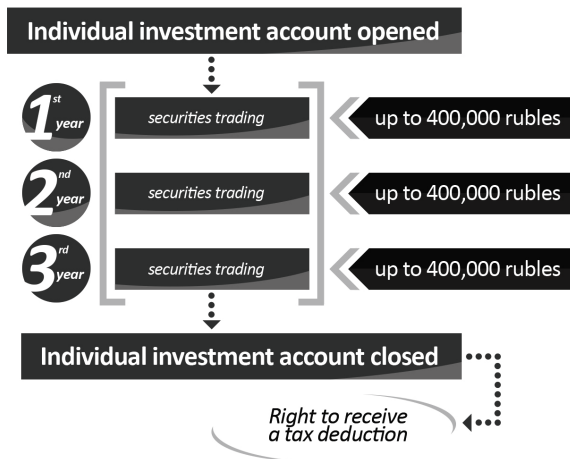 Individual investment account opened
1st year
securities trading
up to 400,000 rubles
2nd year
securities trading
up to 400,000 rubles
3rd year
securities trading
up to 400,000 rubles
Individual investment account closed
Right to receive
a tax deduction